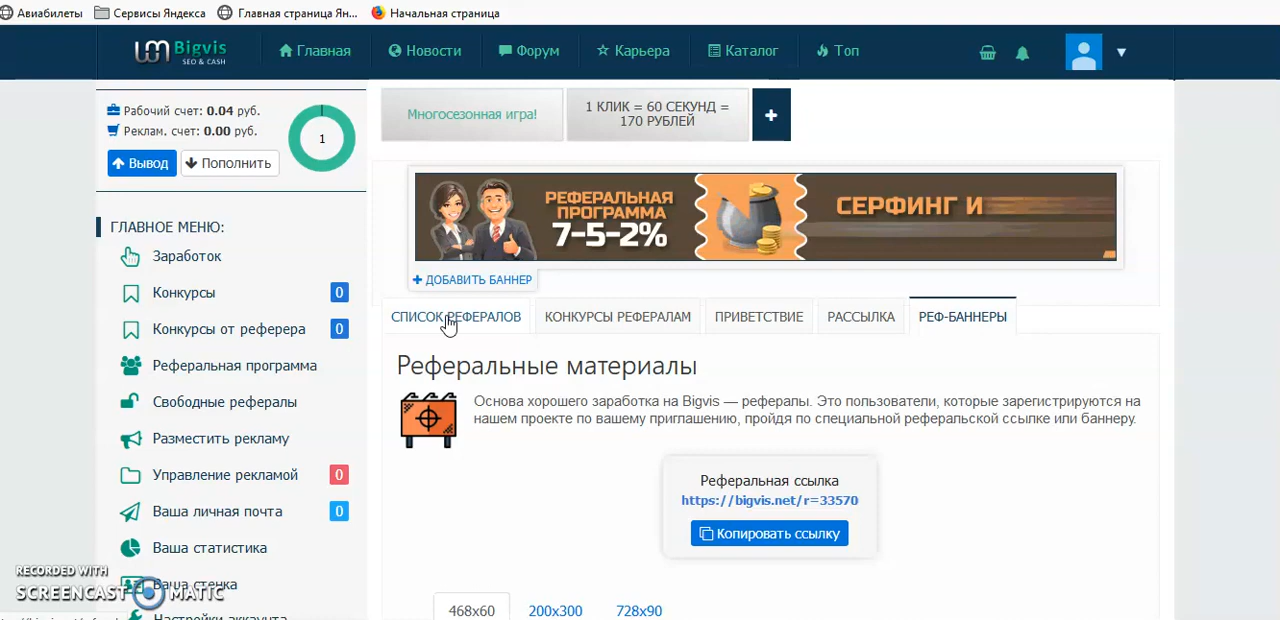 Авиабилеты Сервисы Яндекса Главная страница Ян... Начальная страница
Bigvis
SEO & CASH
Главная Новости Форум Карьера Каталог Топ
Рабочий счет: 0.04 руб.
Реклам. счет: 0.00 руб.
1
Вывод Пополнить
Многосезонная игра!
1 КЛИК = 60 СЕКУНД =
170 РУБЛЕЙ
РЕФЕРАЛЬНАЯ
ПРОГРАММА
7-5-2%
СЕРФИНГ И
ДОБАВИТЬ БАННЕР
ГЛАВНОЕ МЕНЮ:
Заработок
Конкурсы 0
Конкурсы от реферера 0
Реферальная программа
Свободные рефералы
Разместить рекламу
Управление рекламой 0
Ваша личная почта 0
Ваша статистика
Ваша стенка
Настройки аккаунта
СПИСОК РЕФЕРАЛОВ КОНКУРСЫ РЕФЕРАЛАМ ПРИВЕТСТВИЕ РАССЫЛКА РЕФ-БАННЕРЫ
Реферальные материалы
Основа хорошего заработка на Bigvis — рефералы. Это пользователи, которые зарегистрируются на
нашем проекте по вашему приглашению, пройдя по специальной реферальской ссылке или баннеру.
Реферальная ссылка
https://bigvis.net/r=33570
Копировать ссылку
468x60 200x300 728x90
RECORDED WITH
SCREENCAST MATIC